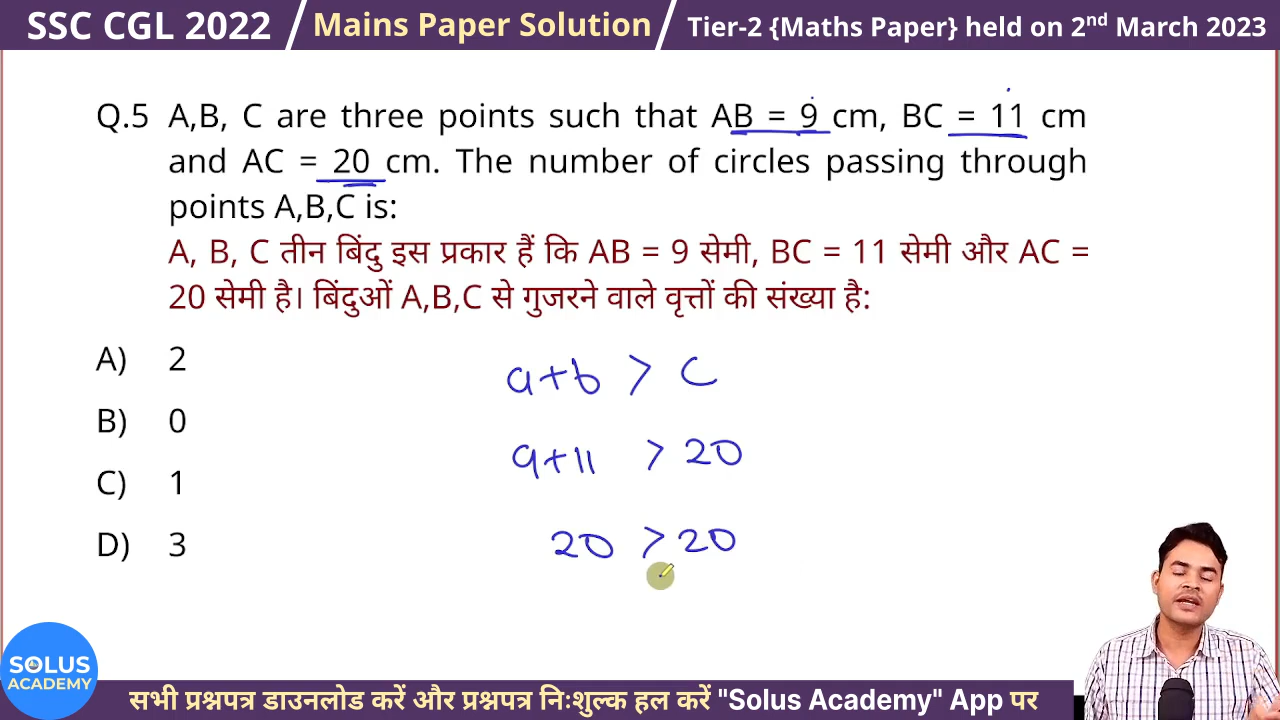 SSC CGL 2022 / Mains Paper Solution / Tier-2 {Maths Paper} held on 2nd March 2023
Q.5 A,B, C are three points such that AB = 9 cm, BC = 11 cm
and AC = 20 cm. The number of circles passing through
points A,B,C is:
A, B, C तीन बिंदु इस प्रकार हैं कि AB = 9 सेमी, BC = 11 सेमी और AC =
20 सेमी है। बिंदुओं A,B,C से गुजरने वाले वृत्तों की संख्या है:
A) 2
B) 0
C) 1
D) 3
a+b > c
9+11 > 20
20 > 20
SOLUS
ACADEMY
सभी प्रश्नपत्र डाउनलोड करें और प्रश्नपत्र निःशुल्क हल करें "Solus Academy" App पर